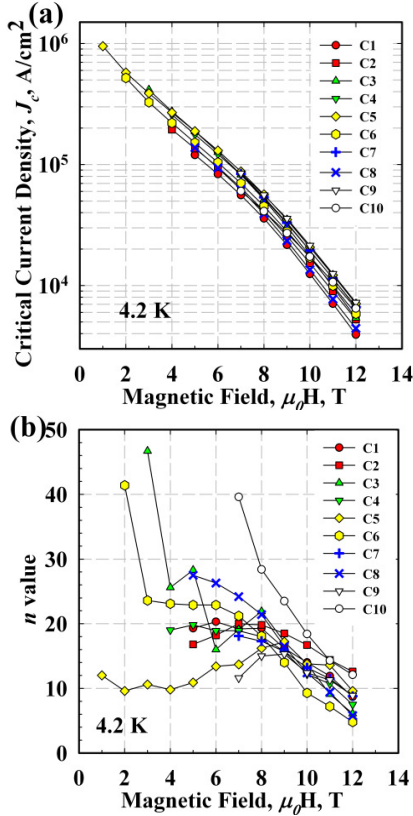 (a)
Critical Current Density, J_c, A/cm²
10⁶
10⁵
10⁴
C1
C2
C3
C4
C5
C6
C7
C8
C9
C10
4.2 K
0 2 4 6 8 10 12 14
Magnetic Field, μ₀H, T
(b)
n value
50
40
30
20
10
0
C1
C2
C3
C4
C5
C6
C7
C8
C9
C10
4.2 K
0 2 4 6 8 10 12 14
Magnetic Field, μ₀H, T